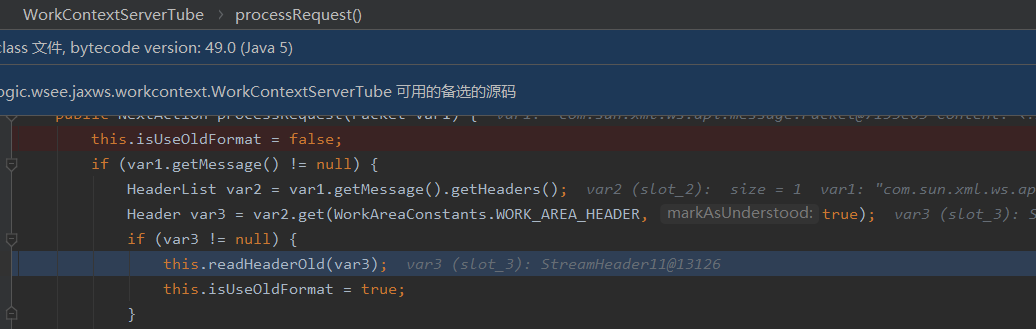 WorkContextServerTube > processRequest()
class 文件, bytecode version: 49.0 (Java 5)
ogic.wsee.jaxws.workcontext.WorkContextServerTube 可用的备选的源码
public NextAction processRequest(Packet var1) { var1: "com.sun.xml.ws.api.message.Packet@7195e65 Content:
this.isUseOldFormat = false;
if (var1.getMessage() != null) {
HeaderList var2 = var1.getMessage().getHeaders(); var2 (slot_2): size = 1 var1: "com.sun.xml.ws.ap
Header var3 = var2.get(WorkAreaConstants.WORK_AREA_HEADER, markAsUnderstood: true); var3 (slot_3): S
if (var3 != null) {
this.readHeaderOld(var3); var3 (slot_3): StreamHeader11@13126
this.isUseOldFormat = true;
}